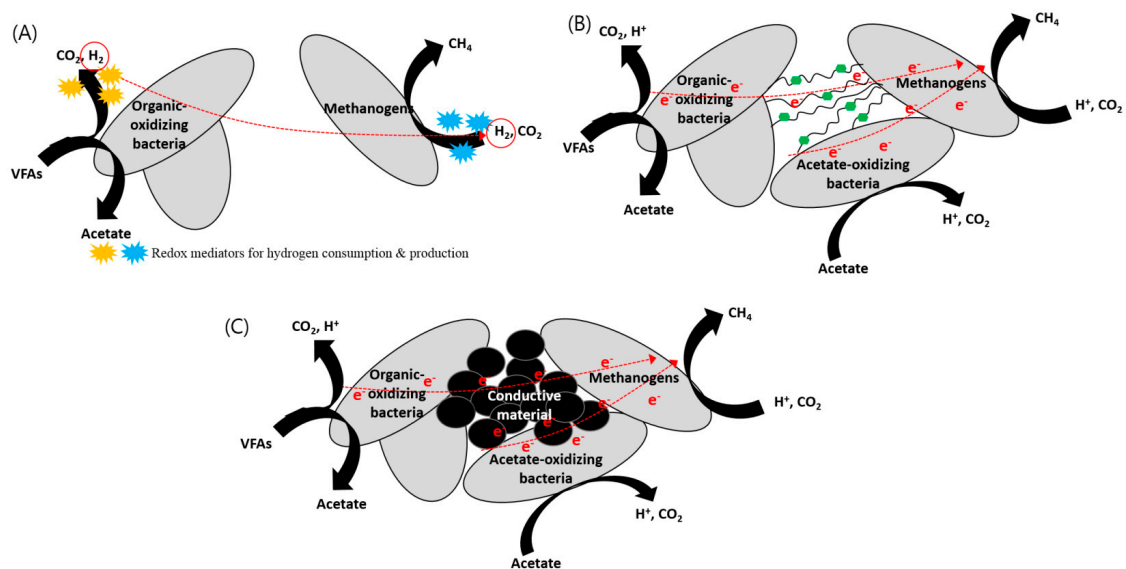 (A)
CO₂, H₂
Organic-
oxidizing
bacteria
VFAs
Acetate
Methanogens
CH₄
H₂, CO₂
Redox mediators for hydrogen consumption & production
(B)
CO₂, H⁺
Organic-
oxidizing
bacteria
e⁻
e⁻
e⁻
e⁻
e⁻
e⁻
e⁻
e⁻
e⁻
VFAs
Acetate
Methanogens
CH₄
H⁺, CO₂
Acetate-oxidizing
bacteria
H⁺, CO₂
Acetate
(C)
CO₂, H⁺
Organic-
oxidizing
bacteria
e⁻
e⁻
e⁻
e⁻
e⁻
e⁻
e⁻
e⁻
e⁻
e⁻
e⁻
VFAs
Acetate
Conductive
material
Methanogens
CH₄
H⁺, CO₂
Acetate-oxidizing
bacteria
H⁺, CO₂
Acetate